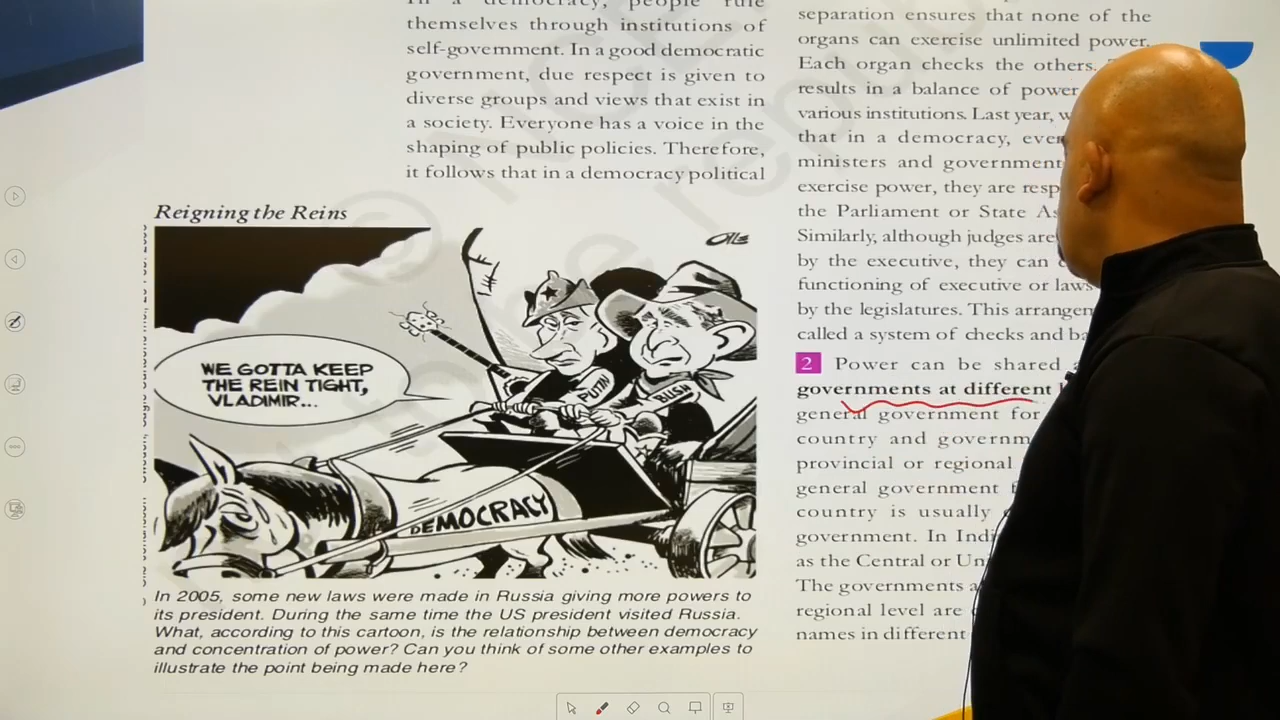 In a democracy, people rule
themselves through institutions of
self-government. In a good democratic
government, due respect is given to
diverse groups and views that exist in
a society. Everyone has a voice in the
shaping of public policies. Therefore,
it follows that in a democracy political
Reigning the Reins
WE GOTTA KEEP
THE REIN TIGHT,
VLADIMIR...
PUTIN
BUSH
DEMOCRACY
In 2005, some new laws were made in Russia giving more powers to
its president. During the same time the US president visited Russia.
What, according to this cartoon, is the relationship between democracy
and concentration of power? Can you think of some other examples to
illustrate the point being made here?
separation ensures that none of the
organs can exercise unlimited power.
Each organ checks the others.
results in a balance of power
various institutions. Last year,
that in a democracy,
ministers and government
exercise power, they are
the Parliament or State
Similarly, although judges are
by the executive, they can
functioning of executive or laws
by the legislatures. This
called a system of checks and
2 Power can be shared
governments at different
general government for
country and
provincial or regional
general government
country is usually
government. In
as the Central or
The governments
regional level are
names in different